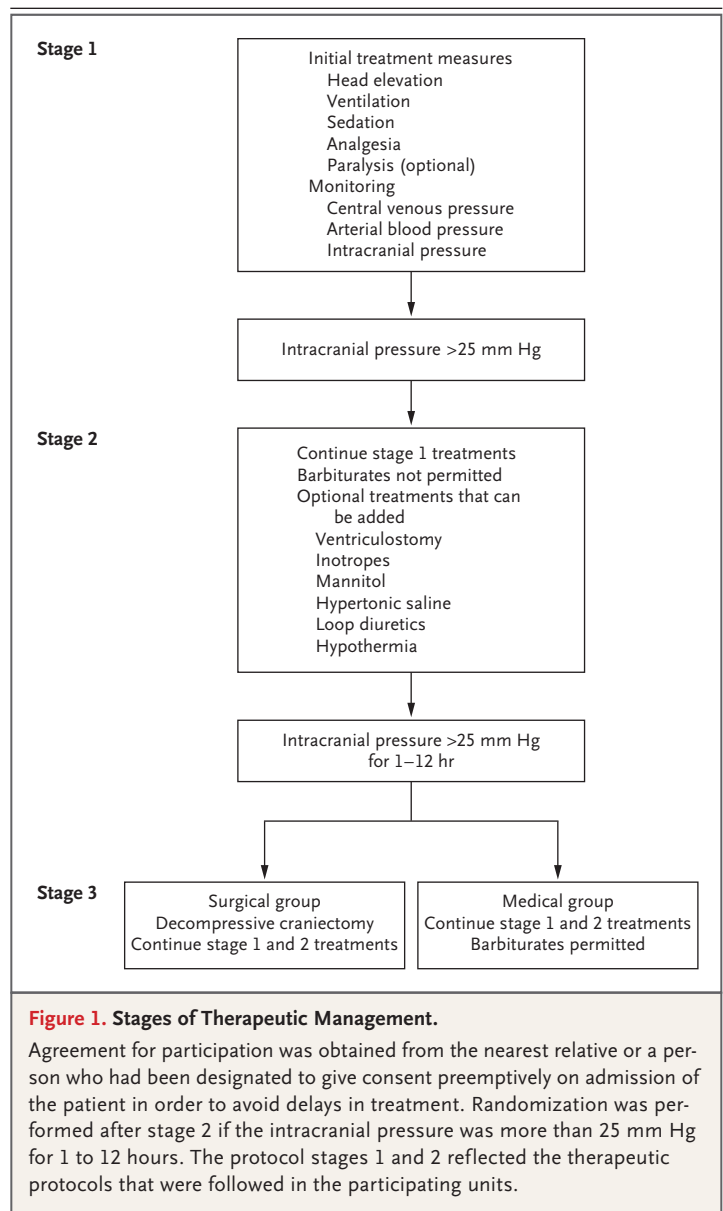 Stage 1
Initial treatment measures
Head elevation
Ventilation
Sedation
Analgesia
Paralysis (optional)
Monitoring
Central venous pressure
Arterial blood pressure
Intracranial pressure
Intracranial pressure >25 mm Hg
Stage 2
Continue stage 1 treatments
Barbiturates not permitted
Optional treatments that can
be added
Ventriculostomy
Inotropes
Mannitol
Hypertonic saline
Loop diuretics
Hypothermia
Intracranial pressure >25 mm Hg
for 1–12 hr
Stage 3
Surgical group
Decompressive craniectomy
Continue stage 1 and 2 treatments
Medical group
Continue stage 1 and 2 treatments
Barbiturates permitted
Figure 1. Stages of Therapeutic Management.
Agreement for participation was obtained from the nearest relative or a per-
son who had been designated to give consent preemptively on admission of
the patient in order to avoid delays in treatment. Randomization was per-
formed after stage 2 if the intracranial pressure was more than 25 mm Hg
for 1 to 12 hours. The protocol stages 1 and 2 reflected the therapeutic
protocols that were followed in the participating units.